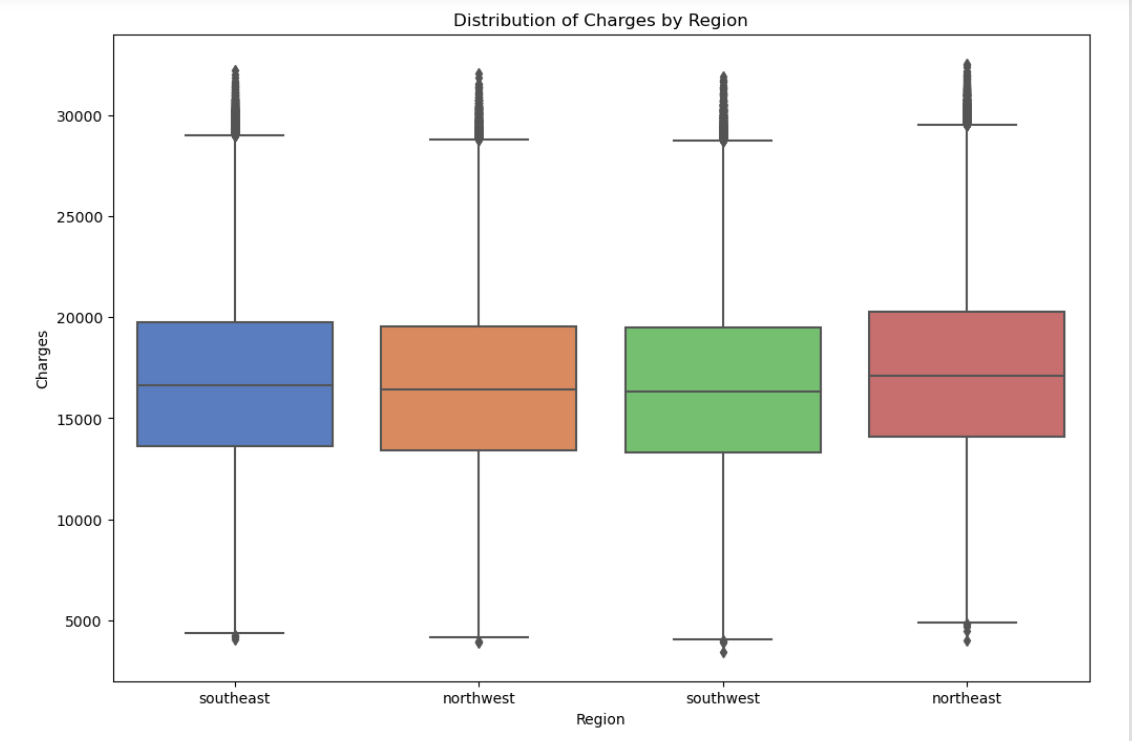 Distribution of Charges by Region
30000
25000
20000
15000
10000
5000
Charges
southeast northwest southwest northeast
Region